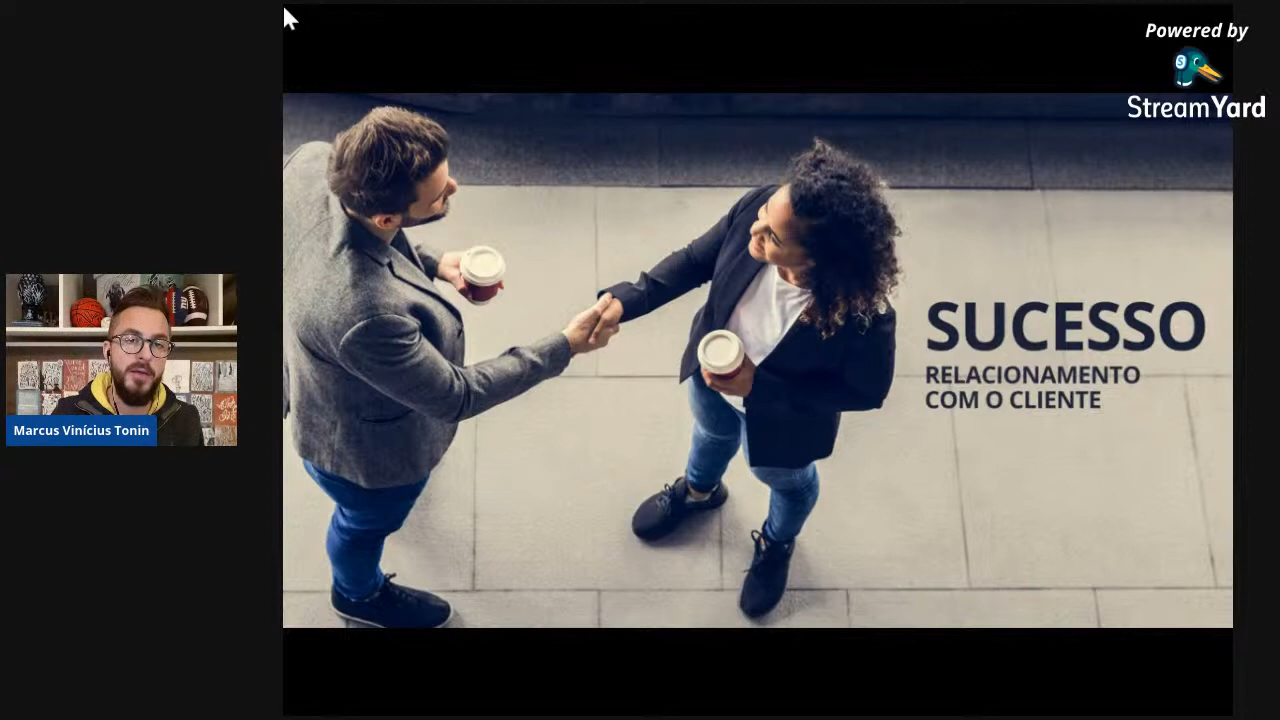 Powered by
StreamYard
SUCESSO
RELACIONAMENTO
COM O CLIENTE
Marcus Vinícius Tonin